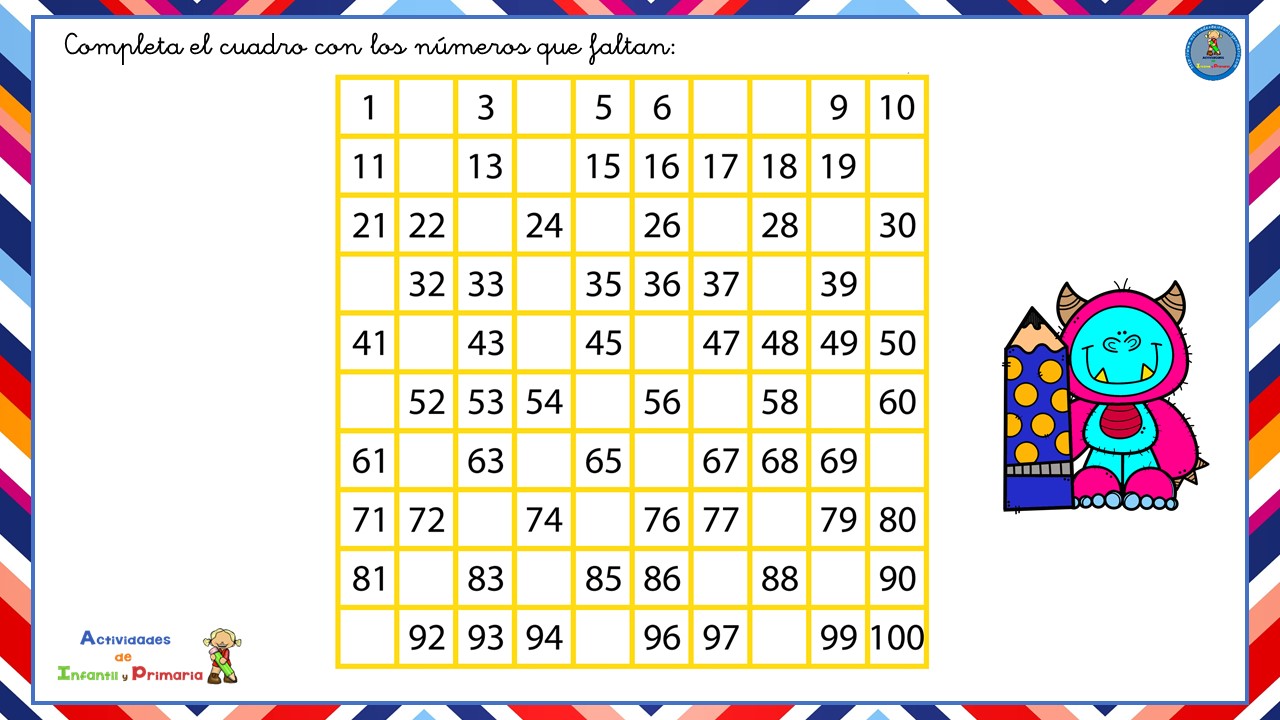 Completa el cuadro con los números que faltan:
1 3 5 6 9 10
11 13 15 16 17 18 19
21 22 24 26 28 30
32 33 35 36 37 39
41 43 45 47 48 49 50
52 53 54 56 58 60
61 63 65 67 68 69
71 72 74 76 77 79 80
81 83 85 86 88 90
92 93 94 96 97 99 100
Actividades
de
Infantil y Primaria